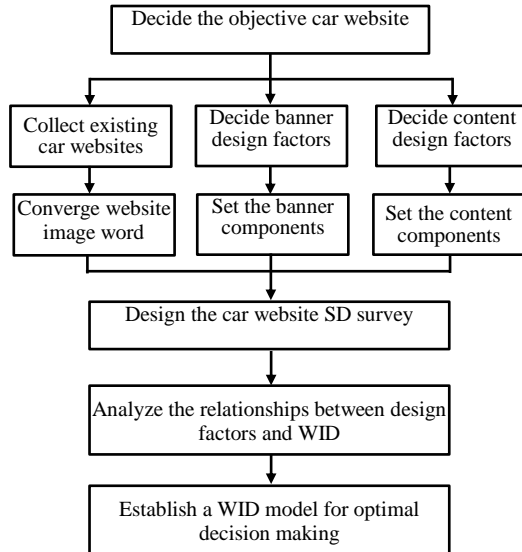 Decide the objective car website
Collect existing
car websites
Decide banner
design factors
Decide content
design factors
Converge website
image word
Set the banner
components
Set the content
components
Design the car website SD survey
Analyze the relationships between design
factors and WID
Establish a WID model for optimal
decision making